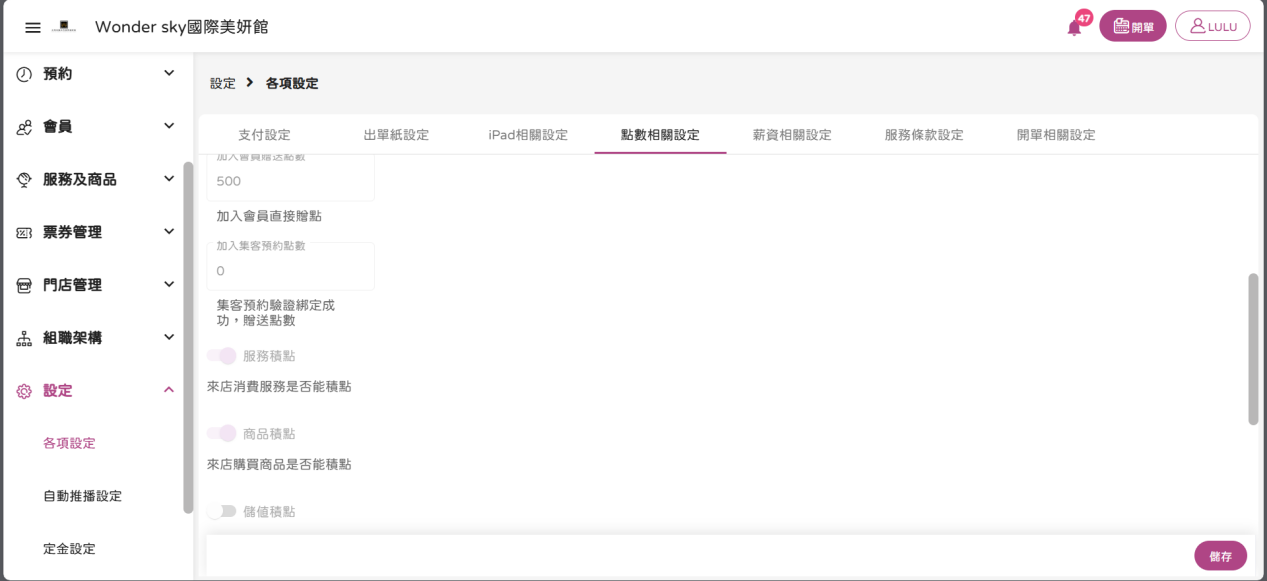 Wonder sky國際美妍館
47
開單
LULU
預約
會員
服務及商品
票券管理
門店管理
組職架構
設定
各項設定
自動推播設定
定金設定
設定
各項設定
支付設定
出單紙設定
iPad相關設定
點數相關設定
薪資相關設定
服務條款設定
開單相關設定
加入會員贈送點數
500
加入會員直接贈點
加入集客預約點數
0
集客預約驗證綁定成
功，贈送點數
服務積點
來店消費服務是否能積點
商品積點
來店購買商品是否能積點
儲值積點
儲存